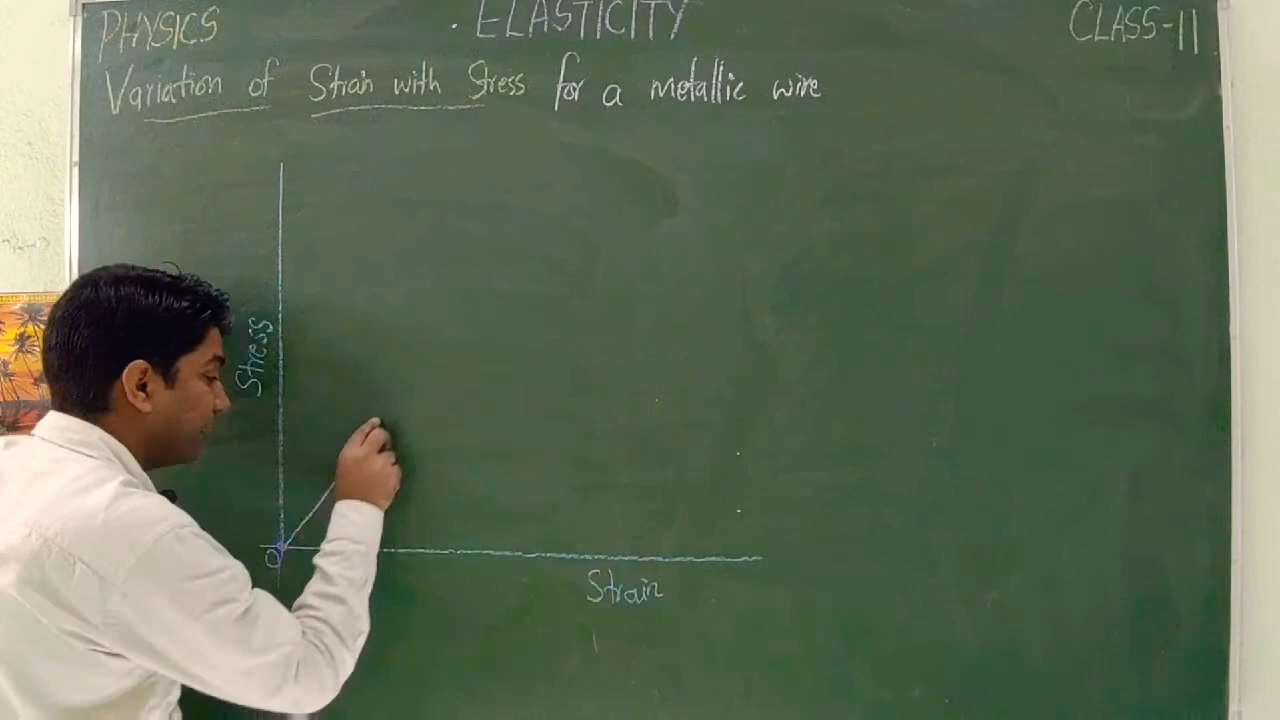 PHYSICS ELASTICITY CLASS-11
Variation of Strain with Stress for a metallic wire
Stress
O
Strain